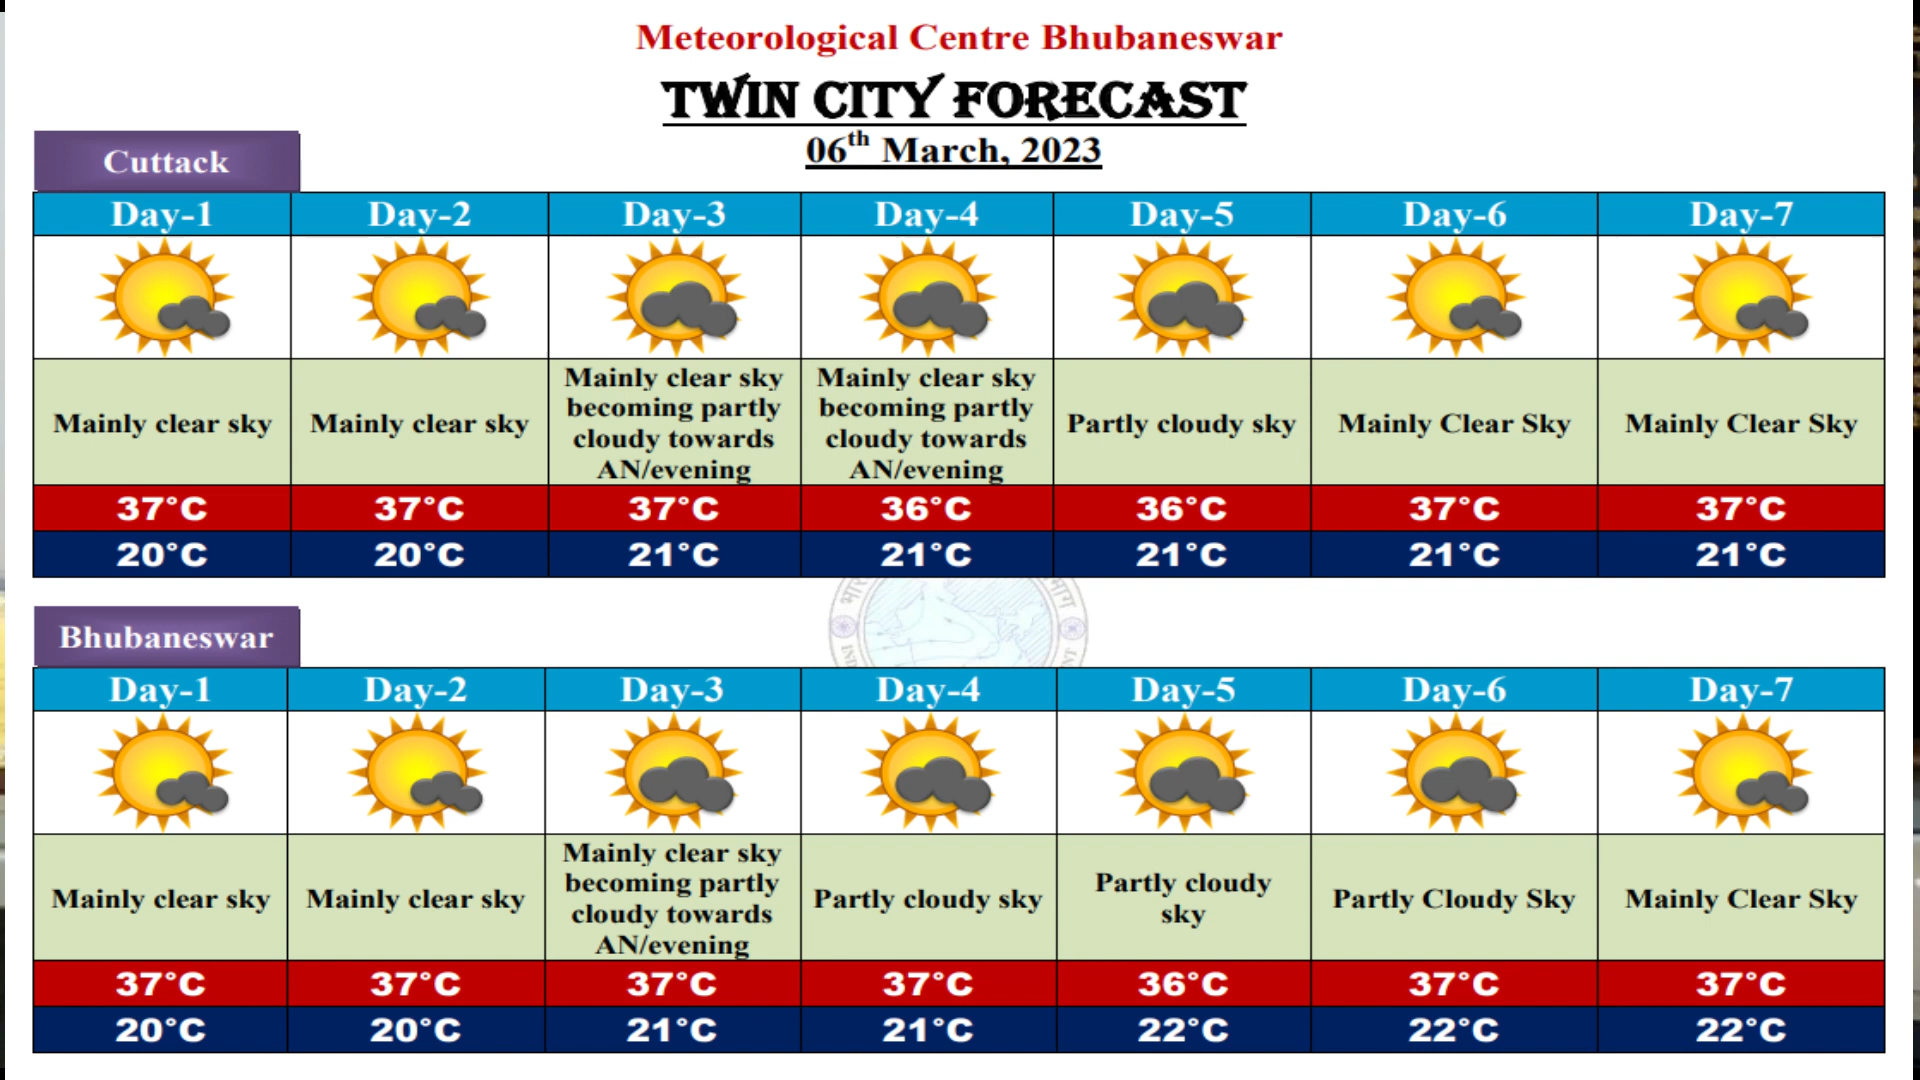 Meteorological Centre Bhubaneswar
TWIN CITY FORECAST
06th March, 2023
Cuttack
Day-1 Day-2 Day-3 Day-4 Day-5 Day-6 Day-7
Mainly clear sky
Mainly clear sky
Mainly clear sky
becoming partly
cloudy towards
AN/evening
Mainly clear sky
becoming partly
cloudy towards
AN/evening
Partly cloudy sky
Mainly Clear Sky
Mainly Clear Sky
37°C 37°C 37°C 36°C 36°C 37°C 37°C
20°C 20°C 21°C 21°C 21°C 21°C 21°C
Bhubaneswar
Day-1 Day-2 Day-3 Day-4 Day-5 Day-6 Day-7
Mainly clear sky
Mainly clear sky
Mainly clear sky
becoming partly
cloudy towards
AN/evening
Partly cloudy sky
Partly cloudy
sky
Partly Cloudy Sky
Mainly Clear Sky
37°C 37°C 37°C 37°C 36°C 37°C 37°C
20°C 20°C 21°C 21°C 22°C 22°C 22°C